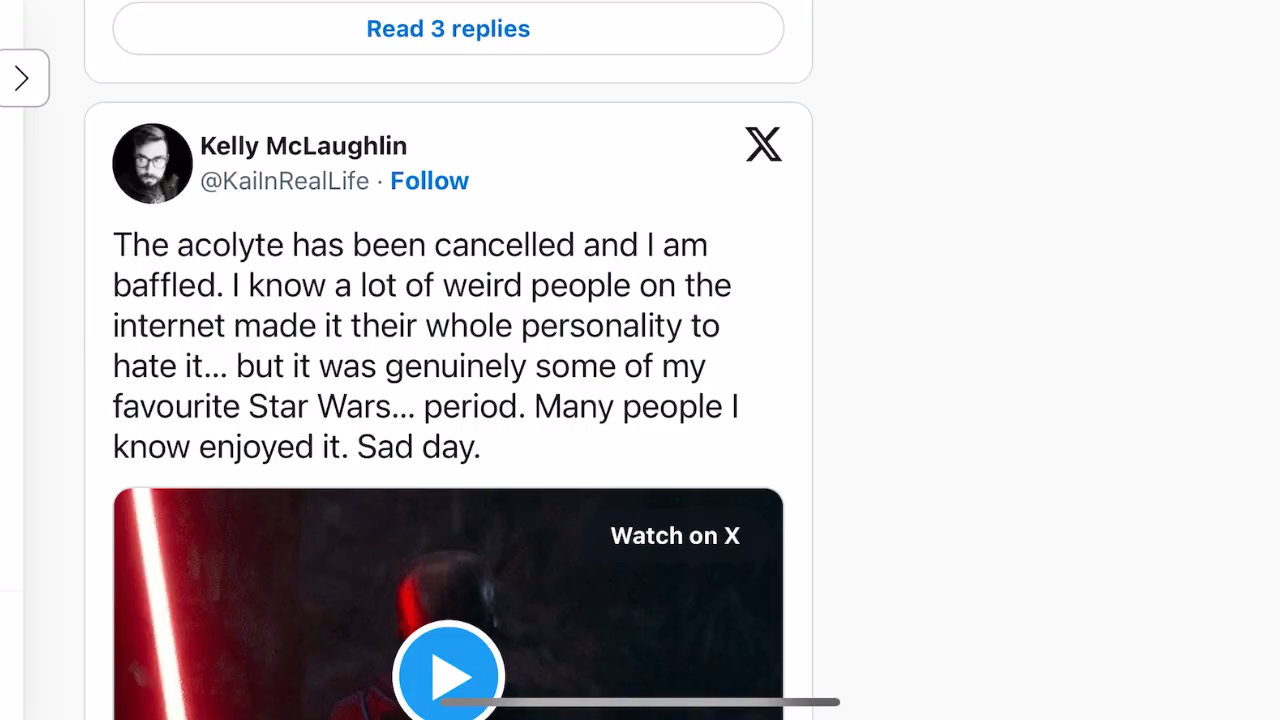 Read 3 replies
Kelly McLaughlin
@KaiInRealLife · Follow
The acolyte has been cancelled and I am
baffled. I know a lot of weird people on the
internet made it their whole personality to
hate it... but it was genuinely some of my
favourite Star Wars... period. Many people I
know enjoyed it. Sad day.
Watch on X